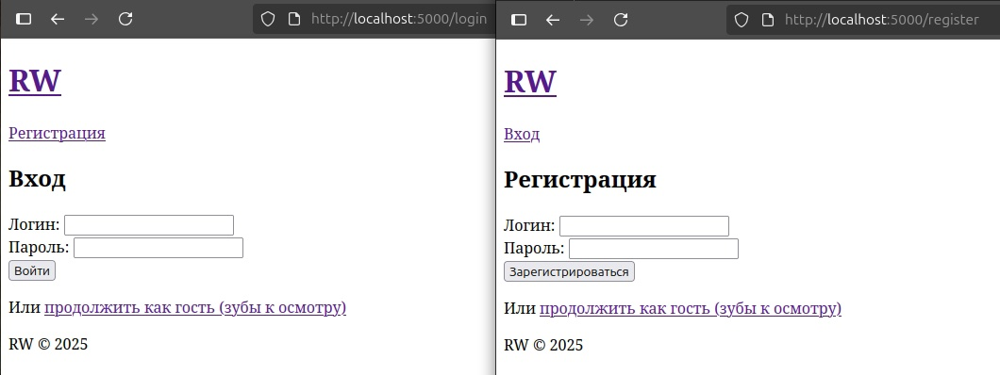 http://localhost:5000/login
RW
Регистрация
Вход
Логин:
Пароль:
Войти
Или продолжить как гость (зубы к осмотру)
RW © 2025
http://localhost:5000/register
RW
Вход
Регистрация
Логин:
Пароль:
Зарегистрироваться
Или продолжить как гость (зубы к осмотру)
RW © 2025